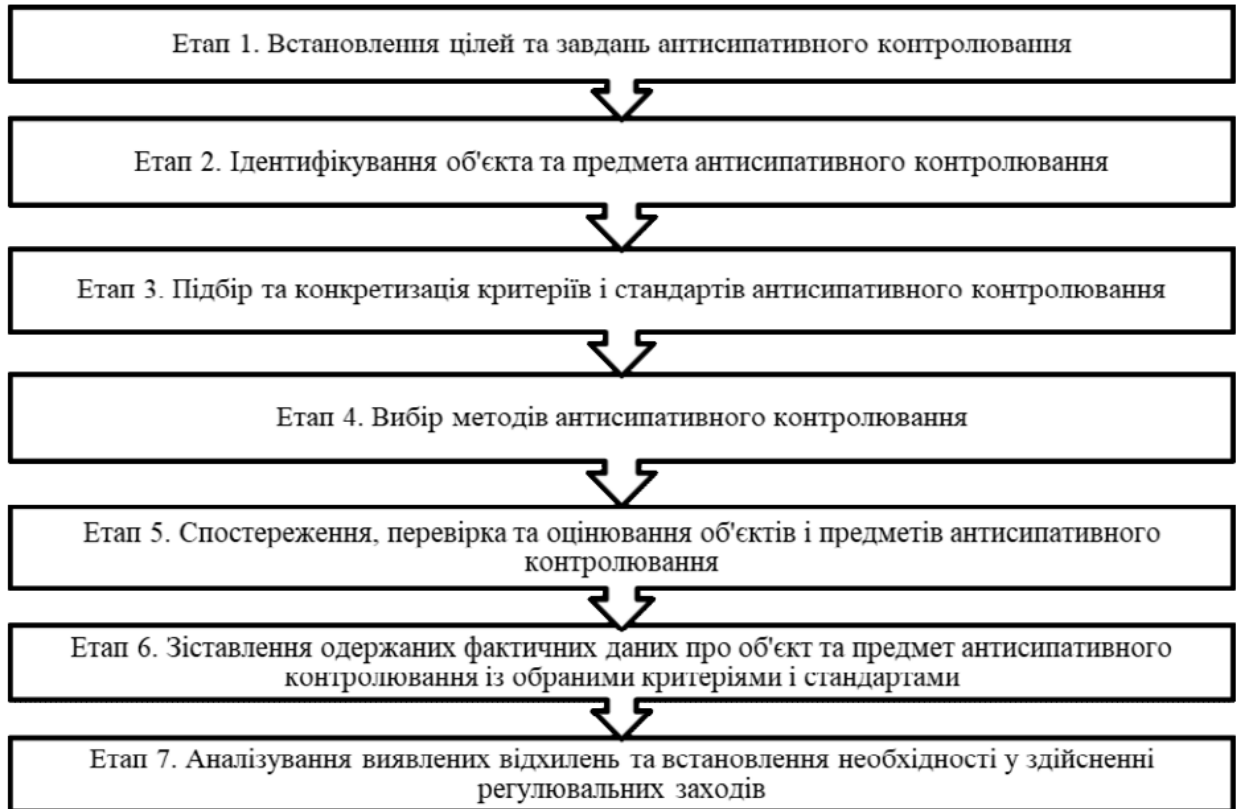 Етап 1. Встановлення цілей та завдань антисипативного контролювання
Етап 2. Ідентифікування об'єкта та предмета антисипативного контролювання
Етап 3. Підбір та конкретизація критеріїв і стандартів антисипативного контролювання
Етап 4. Вибір методів антисипативного контролювання
Етап 5. Спостереження, перевірка та оцінювання об'єктів і предметів антисипативного
контролювання
Етап 6. Зіставлення одержаних фактичних даних про об'єкт та предмет антисипативного
контролювання із обраними критеріями і стандартами
Етап 7. Аналізування виявлених відхилень та встановлення необхідності у здійсненні
регулювальних заходів